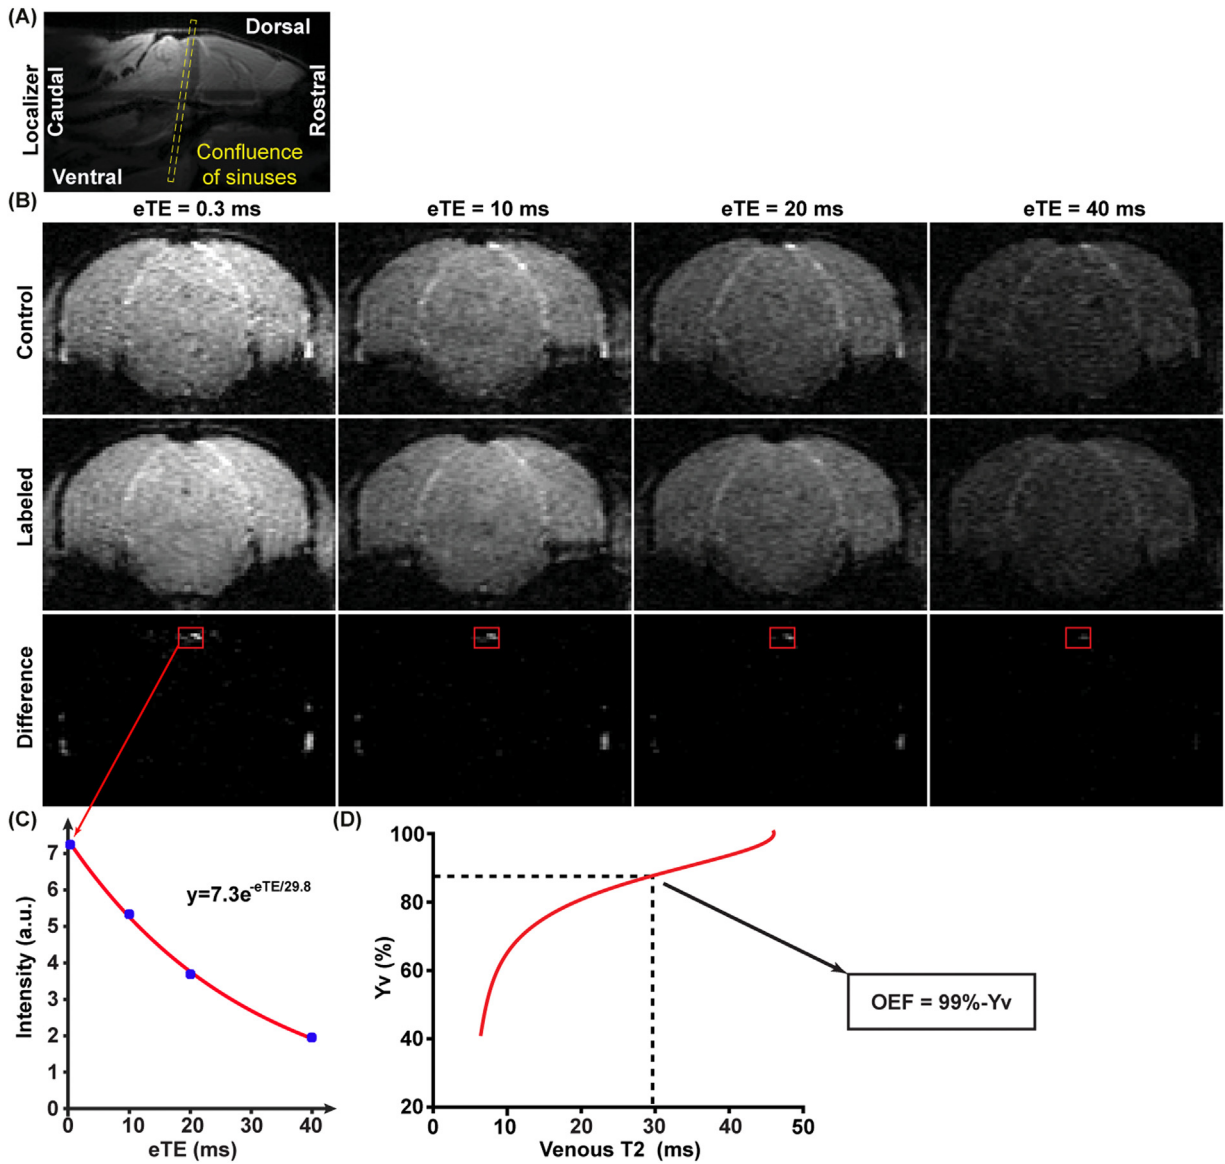 (A)
Dorsal
Localizer
Caudal
Rostral
Confluence
of sinuses
Ventral
(B)
eTE = 0.3 ms
eTE = 10 ms
eTE = 20 ms
eTE = 40 ms
Control
Labeled
Difference
(C)
7
6
5
4
3
2
1
0
Intensity (a.u.)
y=7.3e-eTE/29.8
0
10
20
30
40
eTE (ms)
(D)
100
80
60
40
20
Yv (%)
OEF = 99%-Yv
0
10
20
30
40
50
Venous T2 (ms)